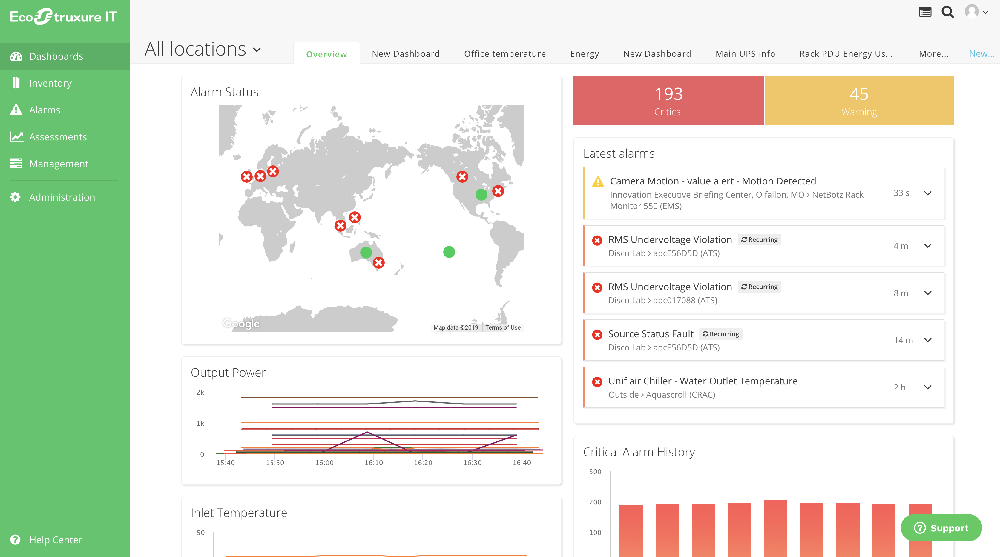 EcoStruxure IT
Dashboards
Inventory
Alarms
Assessments
Management
Administration
Help Center
All locations
Overview
New Dashboard
Office temperature
Energy
New Dashboard
Main UPS info
Rack PDU Energy Us...
More...
New...
Alarm Status
Google
Map data ©2019
Terms of Use
193
Critical
45
Warning
Latest alarms
Camera Motion - value alert - Motion Detected
Innovation Executive Briefing Center, O fallon, MO > NetBotz Rack
Monitor 550 (EMS)
33 s
RMS Undervoltage Violation Recurring
Disco Lab > apcE56D5D (ATS)
4 m
RMS Undervoltage Violation Recurring
Disco Lab > apc017088 (ATS)
8 m
Source Status Fault Recurring
Disco Lab > apcE56D5D (ATS)
14 m
Uniflair Chiller - Water Outlet Temperature
Outside > Aquascroll (CRAC)
2 h
Output Power
2k
1k
0
15:40 15:50 16:00 16:10 16:20 16:30 16:40
Inlet Temperature
50
Critical Alarm History
300
200
100
Support